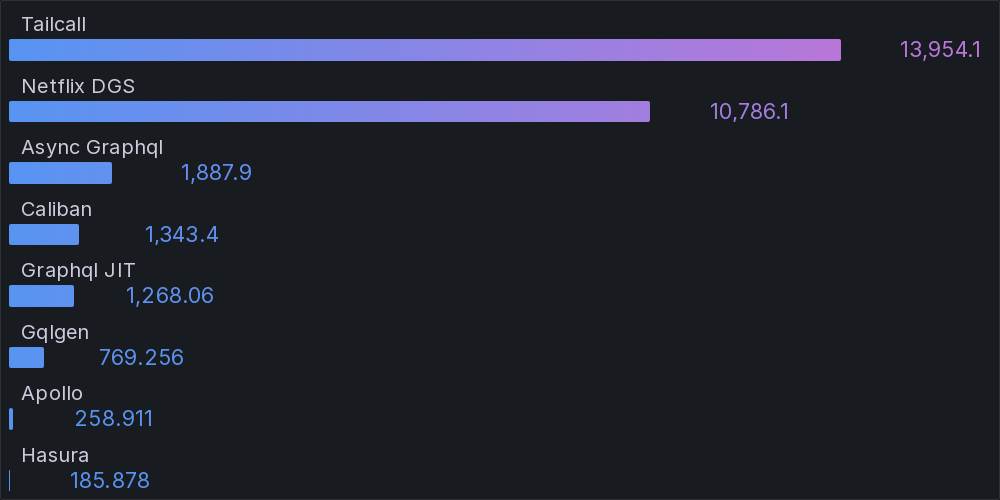 Tailcall
13,954.1
Netflix DGS
10,786.1
Async Graphql
1,887.9
Caliban
1,343.4
Graphql JIT
1,268.06
Gqlgen
769.256
Apollo
258.911
Hasura
185.878